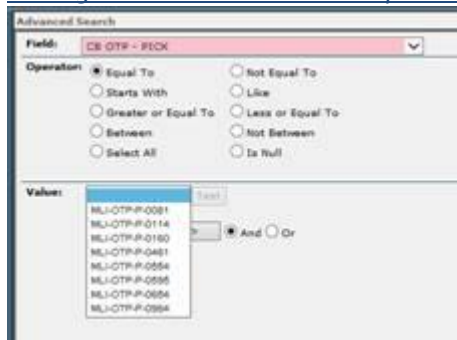 Advanced Search
Field: CB OTP - PICK
Operator: Equal To Not Equal To
Starts With Like
Greater or Equal To Less or Equal To
Between Not Between
Select All Is Null
Value: Text
MLI-OTP-P-0081
MLI-OTP-P-0114
MLI-OTP-P-0160 > And Or
MLI-OTP-P-0461
MLI-OTP-P-0554
MLI-OTP-P-0595
MLI-OTP-P-0684
MLI-OTP-P-0984